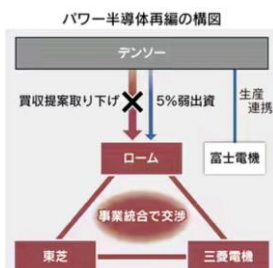 パワー半導体再編の構図
デンソー
買収提案取り下げ
5%弱出資
生産
連携
ローム
富士電機
事業統合で交渉
東芝
三菱電機